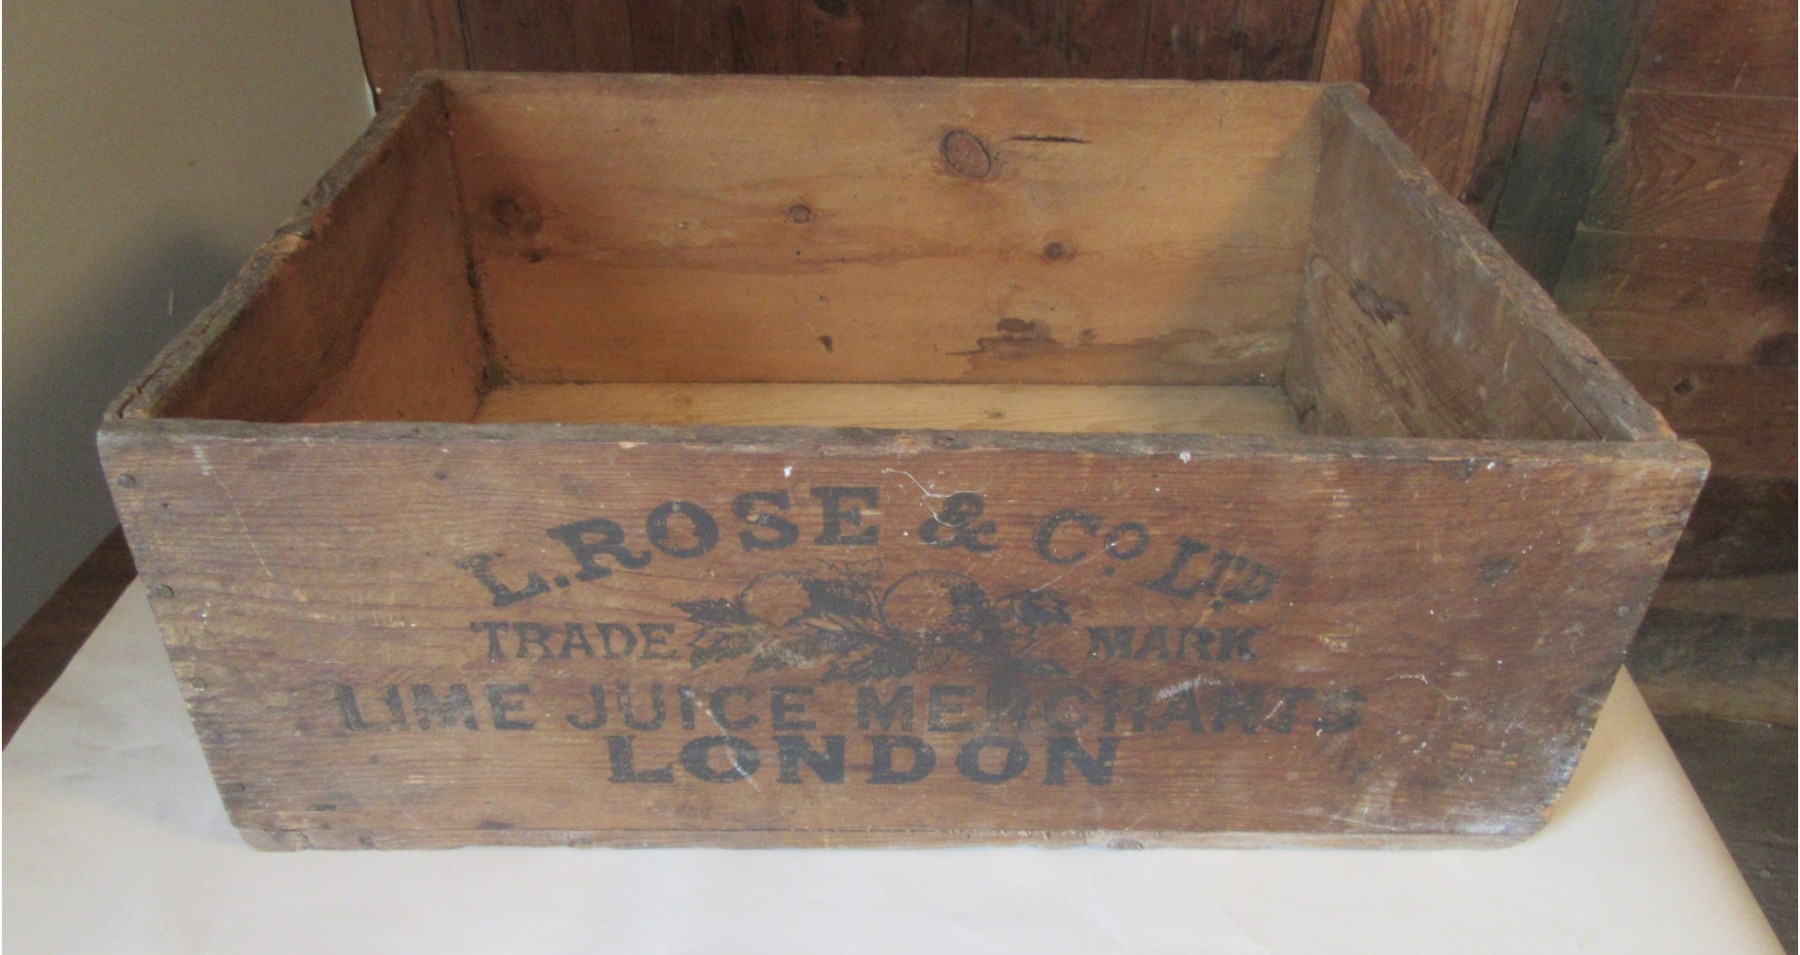 L. ROSE & Co. LTD
TRADE MARK
LIME JUICE MERCHANTS
LONDON